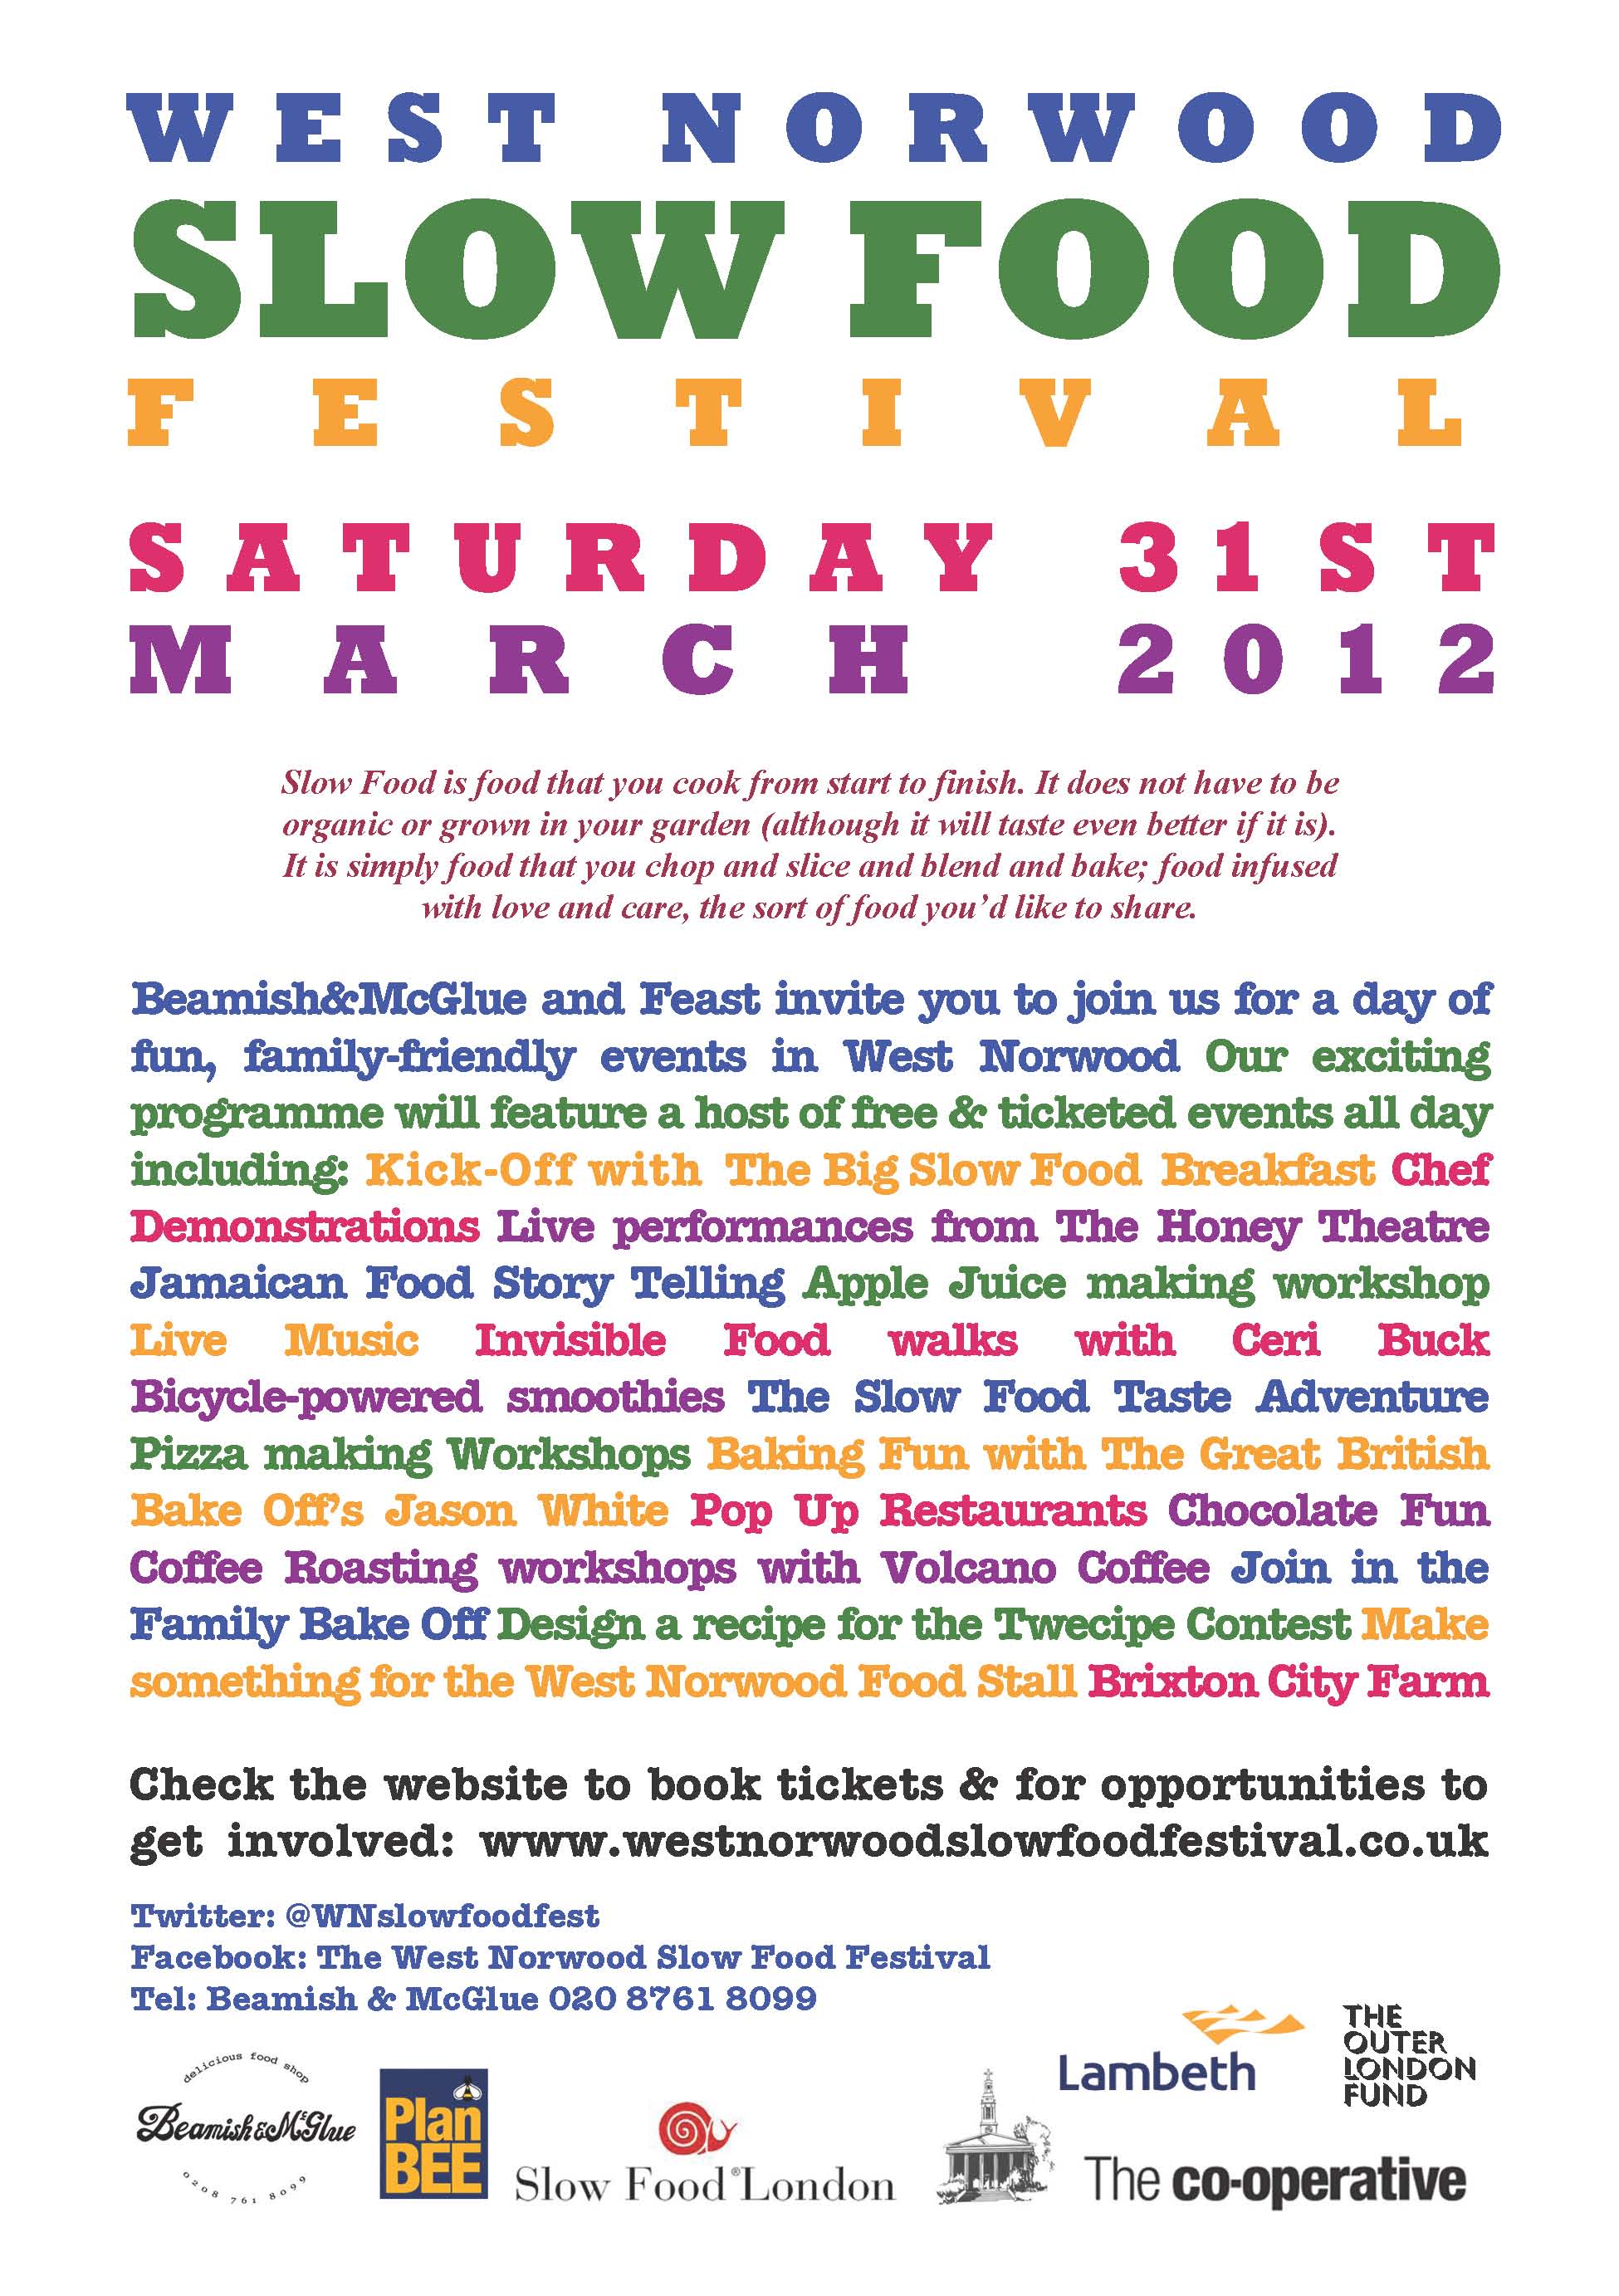 WEST NORWOOD
SLOW FOOD
FESTIVAL
SATURDAY 31ST
MARCH 2012
Slow Food is food that you cook from start to finish. It does not have to be
organic or grown in your garden (although it will taste even better if it is).
It is simply food that you chop and slice and blend and bake; food infused
with love and care, the sort of food you'd like to share.
Beamish&McGlue and Feast invite you to join us for a day of
fun, family-friendly events in West Norwood Our exciting
programme will feature a host of free & ticketed events all day
including: Kick-Off with The Big Slow Food Breakfast Chef
Demonstrations Live performances from The Honey Theatre
Jamaican Food Story Telling Apple Juice making workshop
Live Music Invisible Food walks with Ceri Buck
Bicycle-powered smoothies The Slow Food Taste Adventure
Pizza making Workshops Baking Fun with The Great British
Bake Off's Jason White Pop Up Restaurants Chocolate Fun
Coffee Roasting workshops with Volcano Coffee Join in the
Family Bake Off Design a recipe for the Twecipe Contest Make
something for the West Norwood Food Stall Brixton City Farm
Check the website to book tickets & for opportunities to
get involved: www.westnorwoodslowfoodfestival.co.uk
Twitter: @WNslowfoodfest
Facebook: The West Norwood Slow Food Festival
Tel: Beamish & McGlue 020 8761 8099
delicious food shop
Beamish&McGlue
0208 761 8099
Plan
BEE
Slow Food® London
Lambeth
THE
OUTER
LONDON
FUND
The co-operative